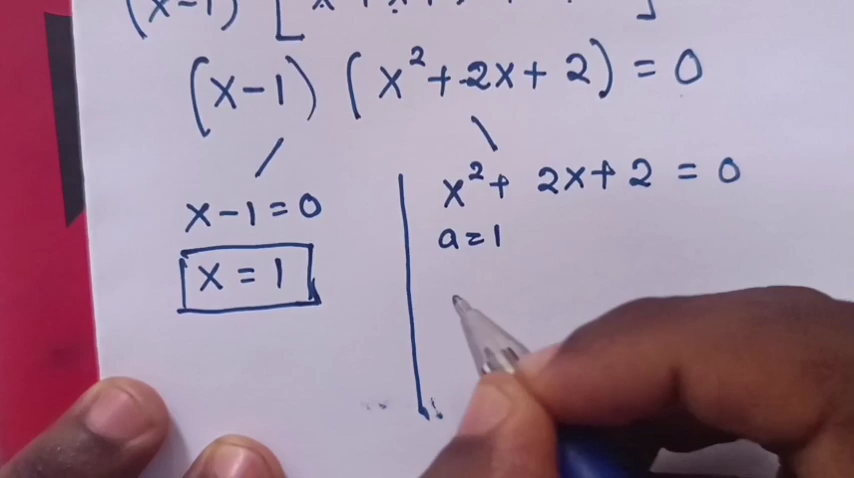 (x-1) (x²+2x+2) = 0
x-1=0
x = 1
x²+ 2x+2 = 0
a=1